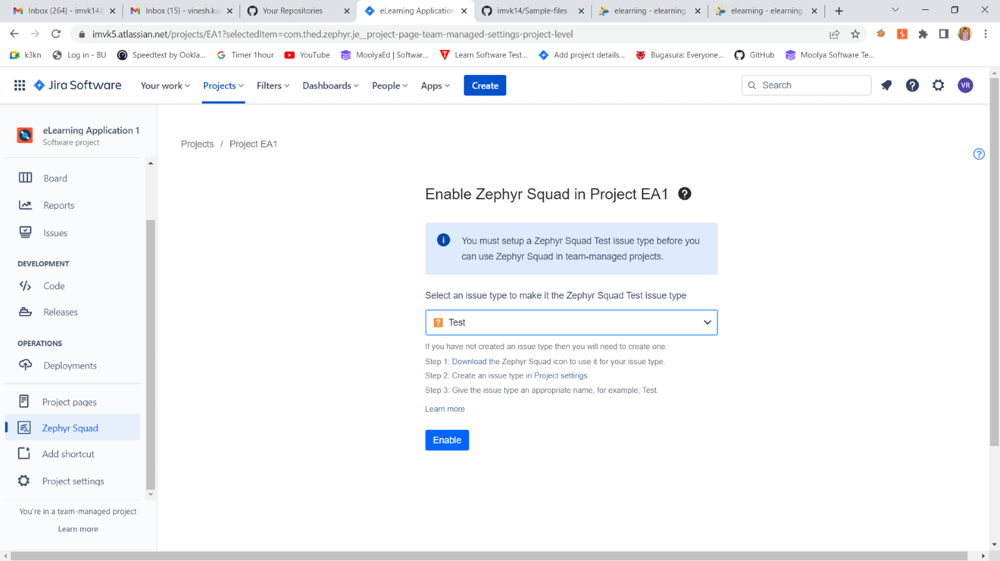 Inbox (264) - imvk14@
Inbox (15) - vinesh.ku
Your Repositories
eLearning Application
imvk14/Sample-files
elearning - elearning
elearning - elearning
imvk5.atlassian.net/projects/EA1?selectedItem=com.thed.zephyr.je__project-page-team-managed-settings-project-level
k3kn
Log in - BU
Speedtest by Ookla...
Timer 1hour
YouTube
MoolyaEd | Softwar...
Learn Software Test...
Add project details...
Bugasura: Everyone...
GitHub
Moolya Software Te...
Jira Software
Your work
Projects
Filters
Dashboards
People
Apps
Create
Search
VR
eLearning Application 1
Software project
Board
Reports
Issues
DEVELOPMENT
Code
Releases
OPERATIONS
Deployments
Project pages
Zephyr Squad
Add shortcut
Project settings
You're in a team-managed project
Learn more
Projects / Project EA1
Enable Zephyr Squad in Project EA1
You must setup a Zephyr Squad Test issue type before you
can use Zephyr Squad in team-managed projects.
Select an issue type to make it the Zephyr Squad Test issue type
Test
If you have not created an issue type then you will need to create one.
Step 1: Download the Zephyr Squad icon to use it for your issue type.
Step 2: Create an issue type in Project settings.
Step 3: Give the issue type an appropriate name, for example; Test.
Learn more
Enable